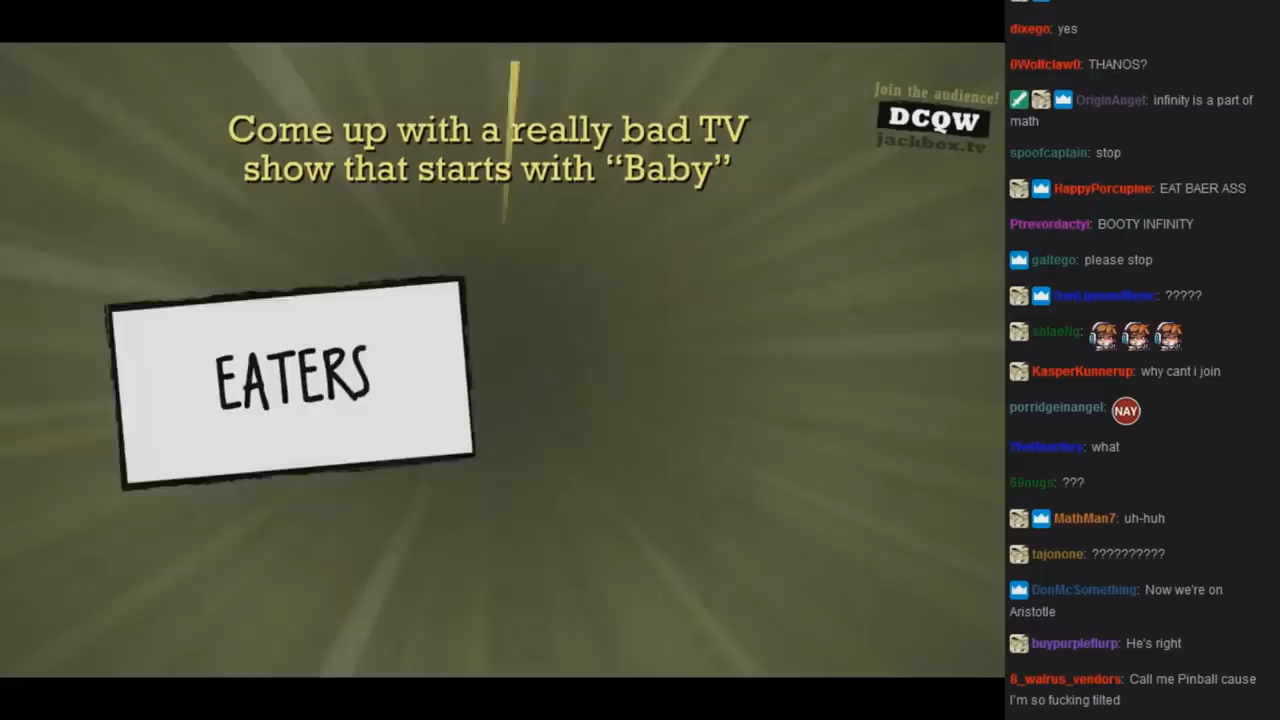 Come up with a really bad TV
show that starts with “Baby”
Join the audience!
DCQW
jackbox.tv
EATERS
dixego: yes
0Wolfclaw0: THANOS?
OriginAngel: infinity is a part of
math
spoofcaptain: stop
HappyPorcupine: EAT BAER ASS
Ptrevordactyl: BOOTY INFINITY
galtego: please stop
?????
shlaeNg:
KasperKunnerup: why cant i join
porridgeinangel: NAY
what
69nugs: ???
MathMan7: uh-huh
tajonone: ??????????
DonMcSomething: Now we're on
Aristotle
buypurpleflurp: He's right
8_walrus_vendors: Call me Pinball cause
I'm so fucking tilted